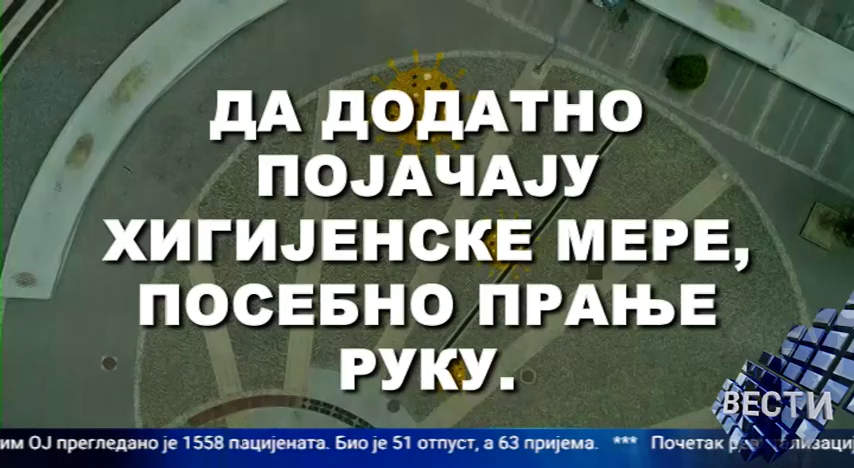 ДА ДОДАТНО
ПОЈАЧАЈУ
ХИГИЈЕНСКЕ МЕРЕ,
ПОСЕБНО ПРАЊЕ
РУКУ.
ВЕСТИ
им ОЈ прегледано је 1558 пацијената. Био је 51 отпуст, а 63 пријема. *** Почетак